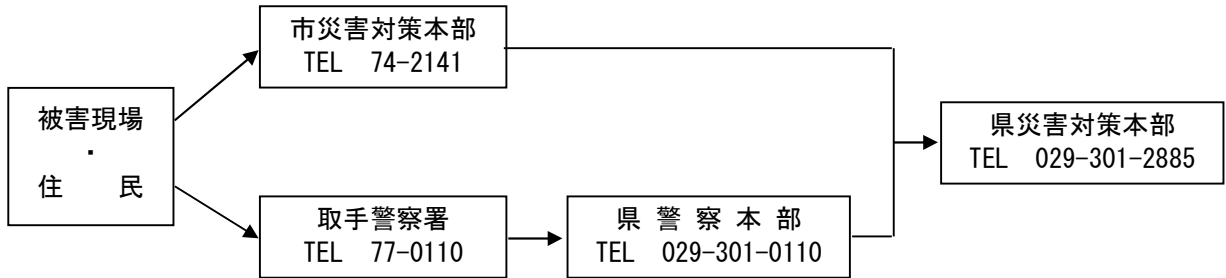 市災害対策本部
TEL 74-2141
被害現場
・
住 民
県災害対策本部
TEL 029-301-2885
取手警察署
TEL 77-0110
県 警 察 本 部
TEL 029-301-0110